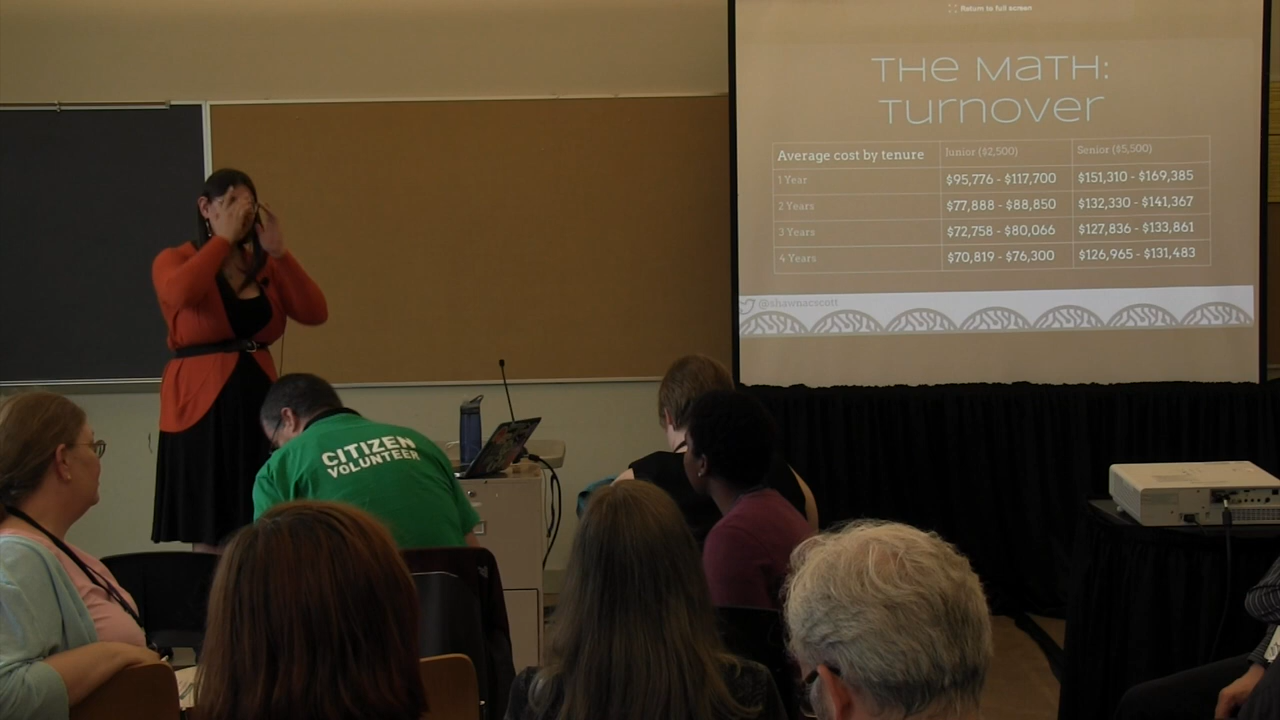 Return to full screen
THE MATH:
TURNOVER
Average cost by tenure Junior ($2,500) Senior ($5,500)
1 Year $95,776 - $117,700 $151,310 - $169,385
2 Years $77,888 - $88,850 $132,330 - $141,367
3 Years $72,758 - $80,066 $127,836 - $133,861
4 Years $70,819 - $76,300 $126,965 - $131,483
@shawnacscott
CITIZEN
VOLUNTEER